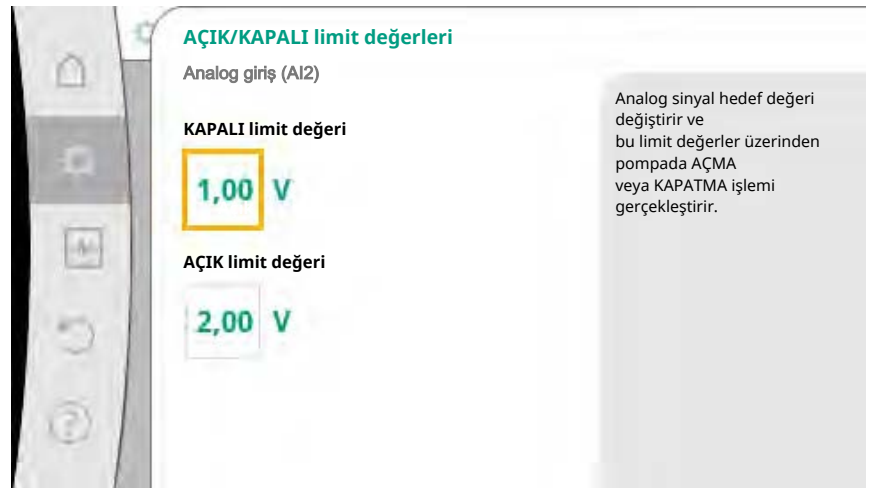 AÇIK/KAPALI limit değerleri
Analog giriş (AI2)
KAPALI limit değeri
1,00 V
AÇIK limit değeri
2,00 V
Analog sinyal hedef değeri
değiştirir ve
bu limit değerler üzerinden
pompada AÇMA
veya KAPATMA işlemi
gerçekleştirir.